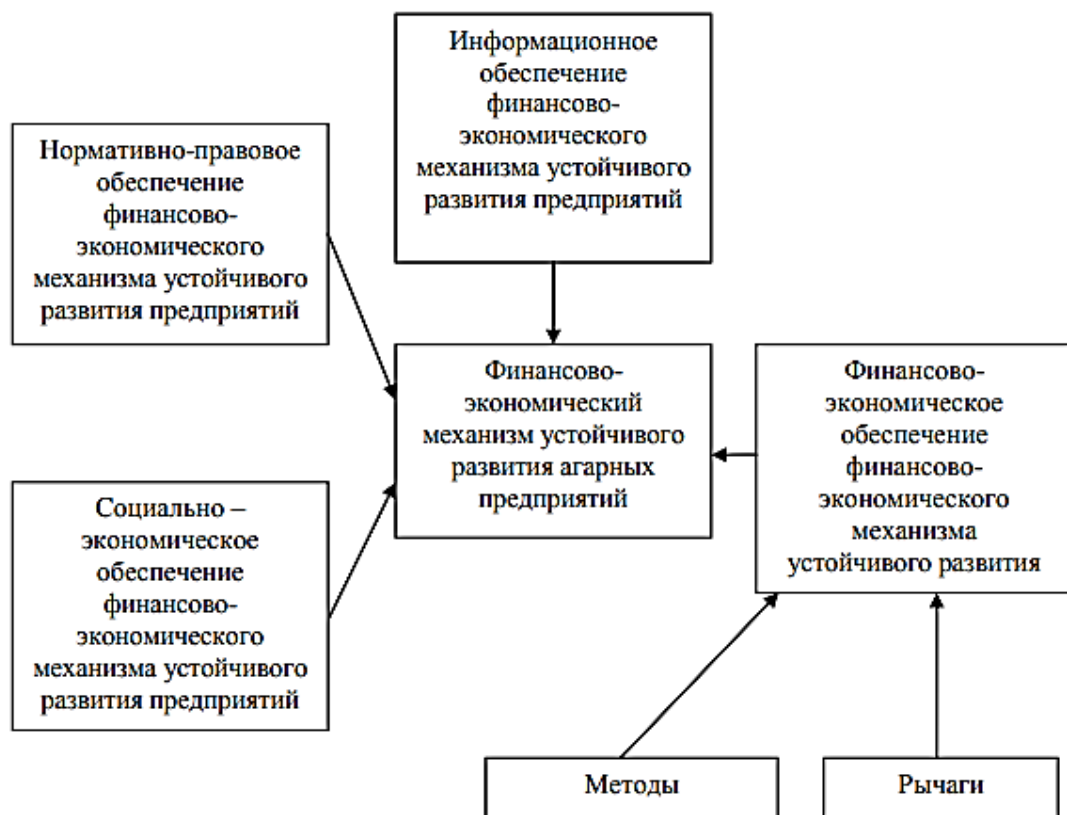 Информационное
обеспечение
финансово-
экономического
механизма устойчивого
развития предприятий
Нормативно-правовое
обеспечение
финансово-
экономического
механизма устойчивого
развития предприятий
Финансово-
экономический
механизм устойчивого
развития агарных
предприятий
Финансово-
экономическое
обеспечение
финансово-
экономического
механизма
устойчивого развития
Социально –
экономическое
обеспечение
финансово-
экономического
механизма устойчивого
развития предприятий
Методы
Рычаги